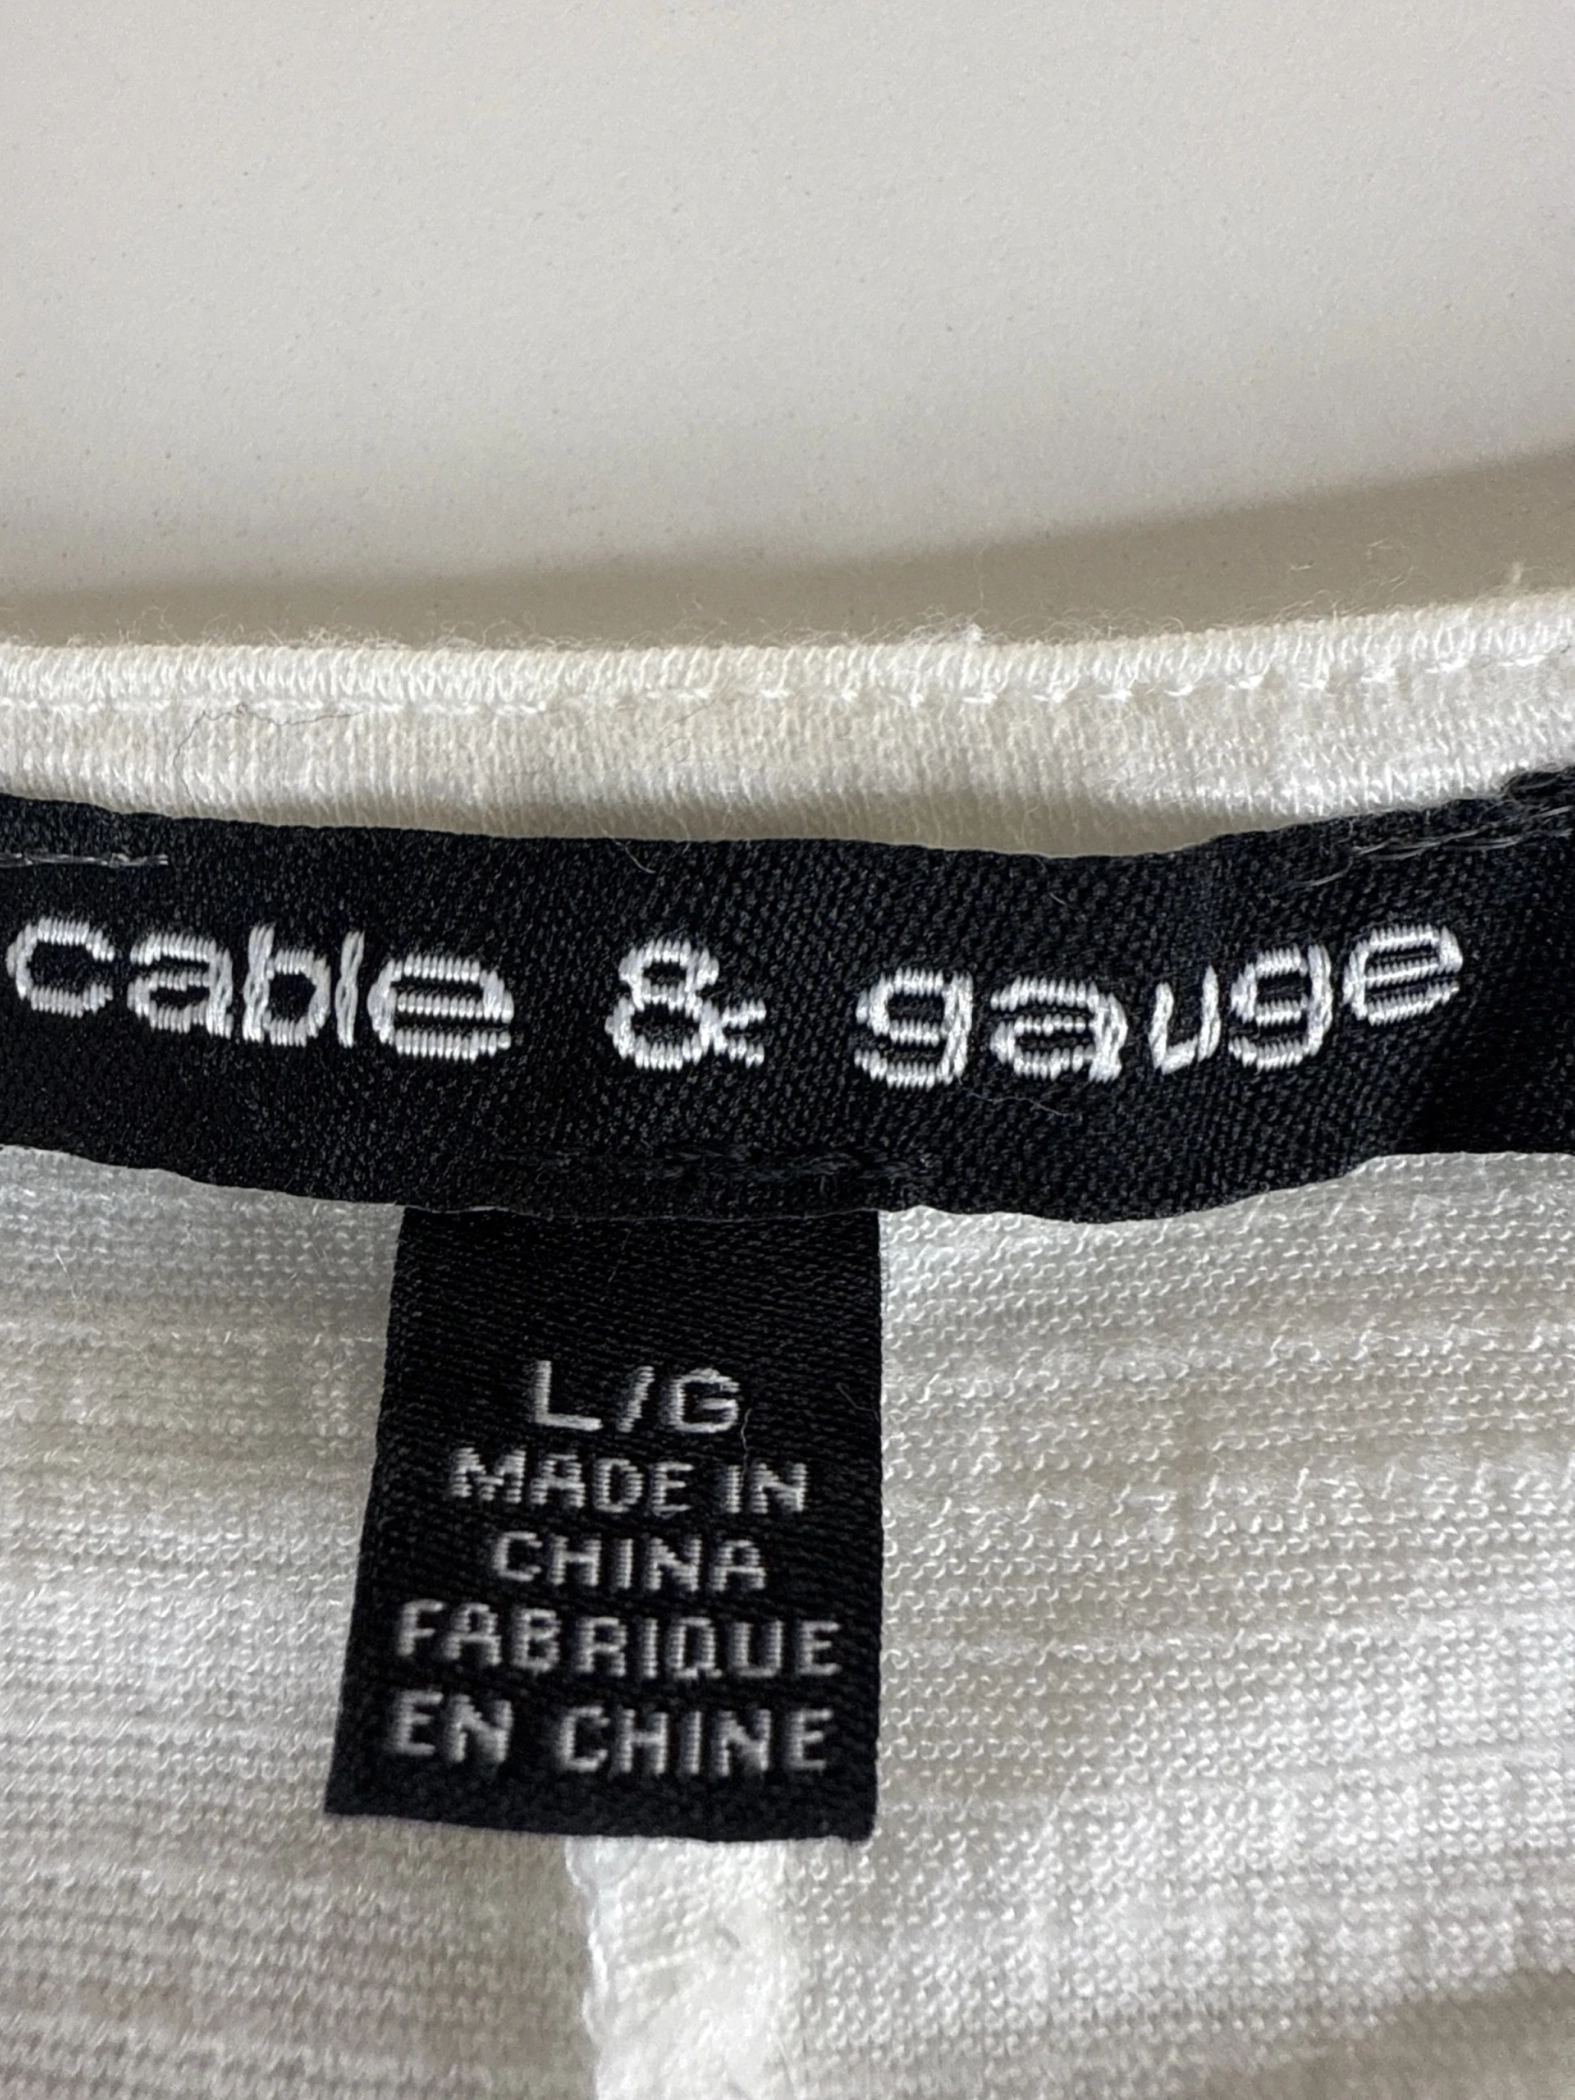 cable & gauge
L/G
MADE IN
CHINA
FABRIQUE
EN CHINE